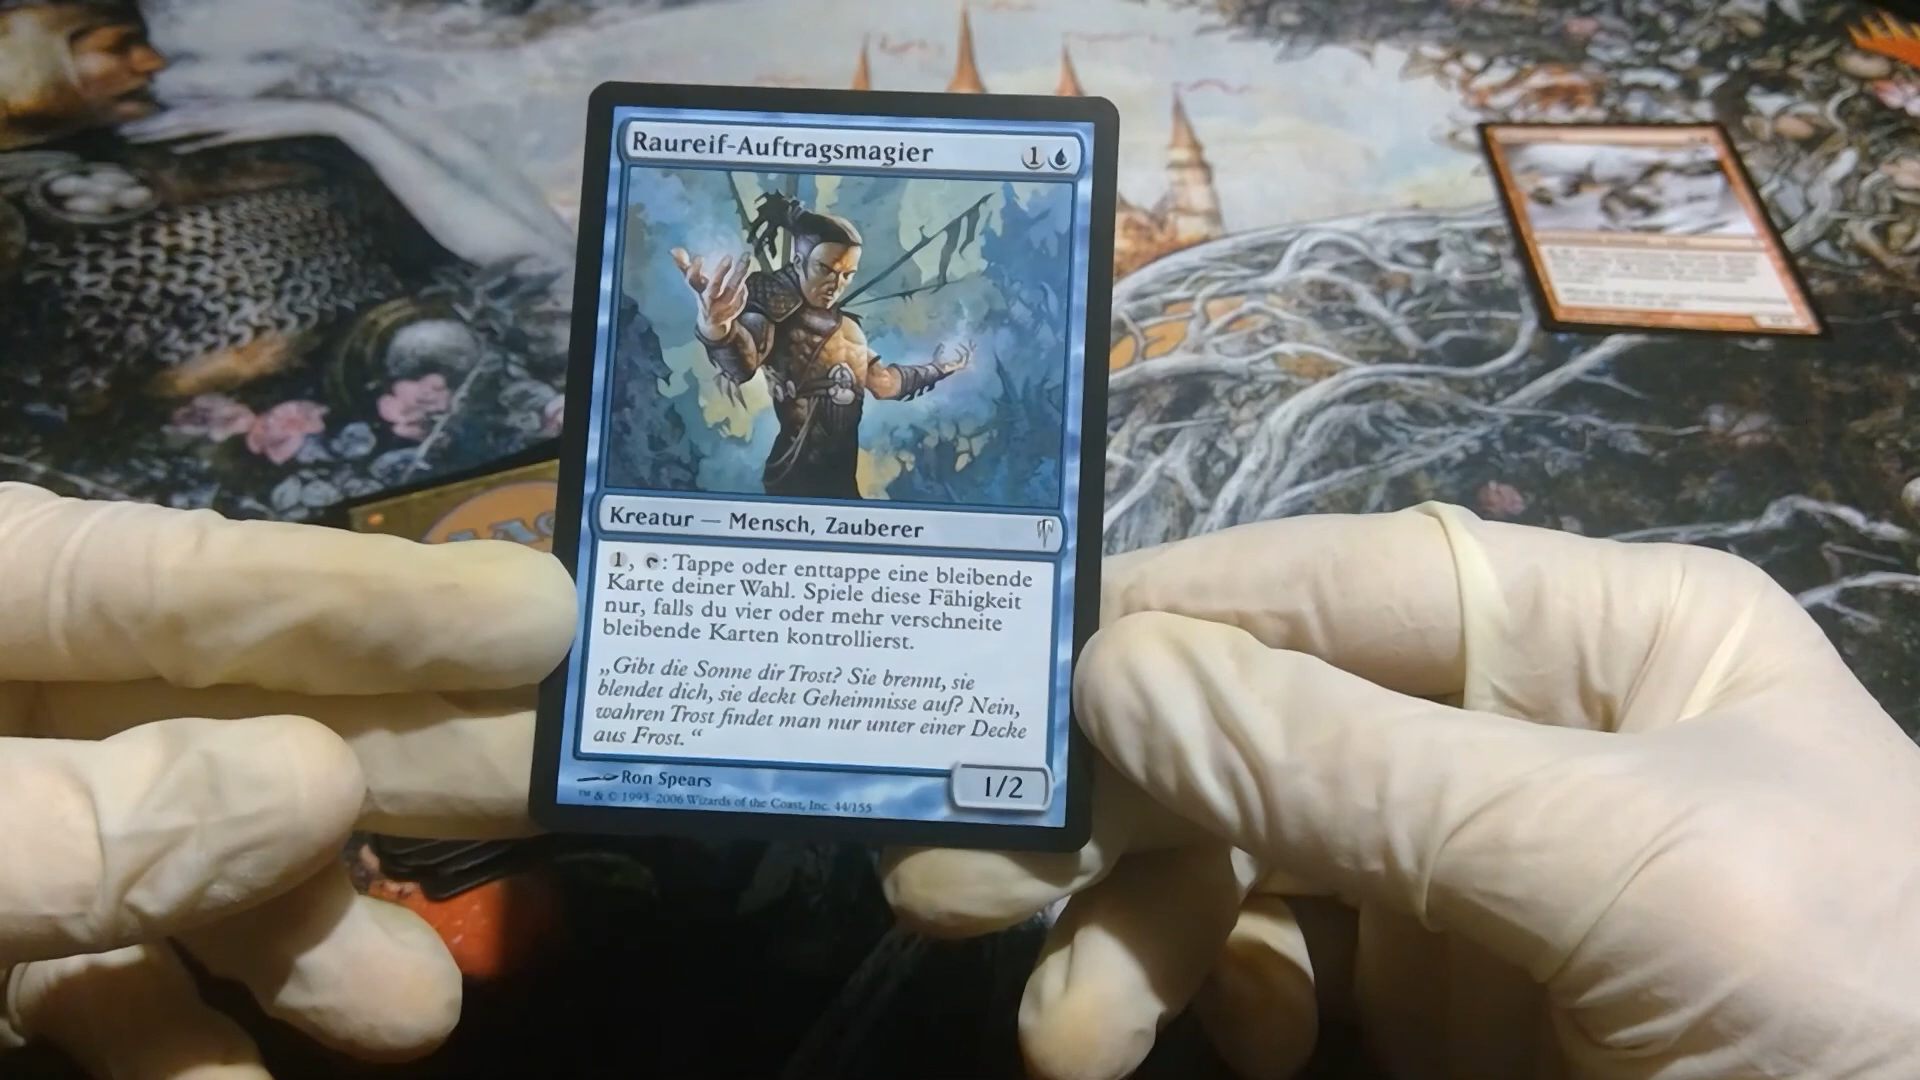 Raureif-Auftragsmagier 1
Kreatur — Mensch, Zauberer
1, : Tappe oder enttappe eine bleibende
Karte deiner Wahl. Spiele diese Fähigkeit
nur, falls du vier oder mehr verschneite
bleibende Karten kontrollierst.
„Gibt die Sonne dir Trost? Sie brennt, sie
blendet dich, sie deckt Geheimnisse auf? Nein,
wahren Trost findet man nur unter einer Decke
aus Frost.“
Ron Spears
1/2
™ & © 1993-2006 Wizards of the Coast, Inc. 44/155